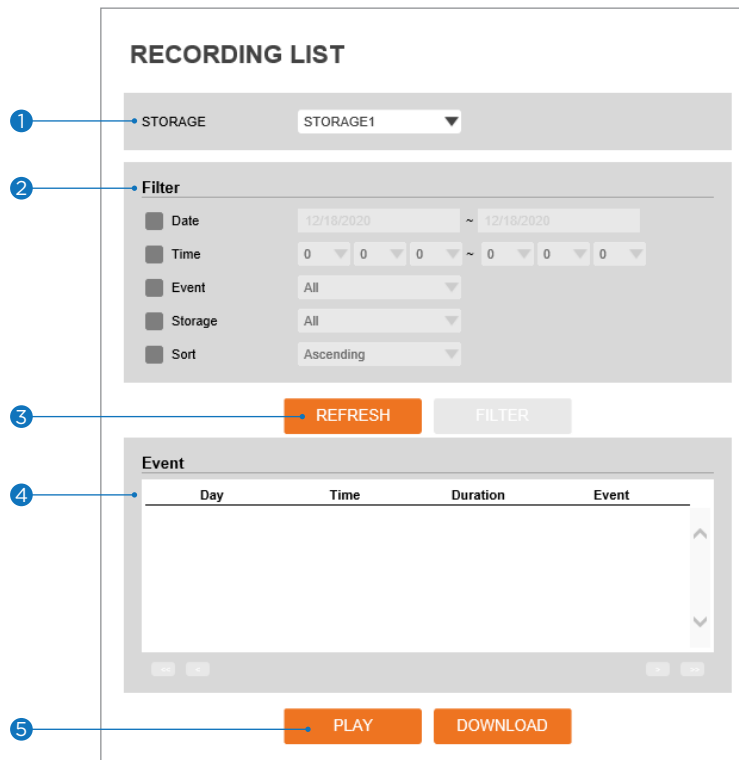 RECORDING LIST
1 STORAGE STORAGE1
2 Filter
Date 12/18/2020 ~ 12/18/2020
Time 0 0 0 ~ 0 0 0
Event All
Storage All
Sort Ascending
3 REFRESH FILTER
Event
4 Day Time Duration Event
<< < > >>
5 PLAY DOWNLOAD